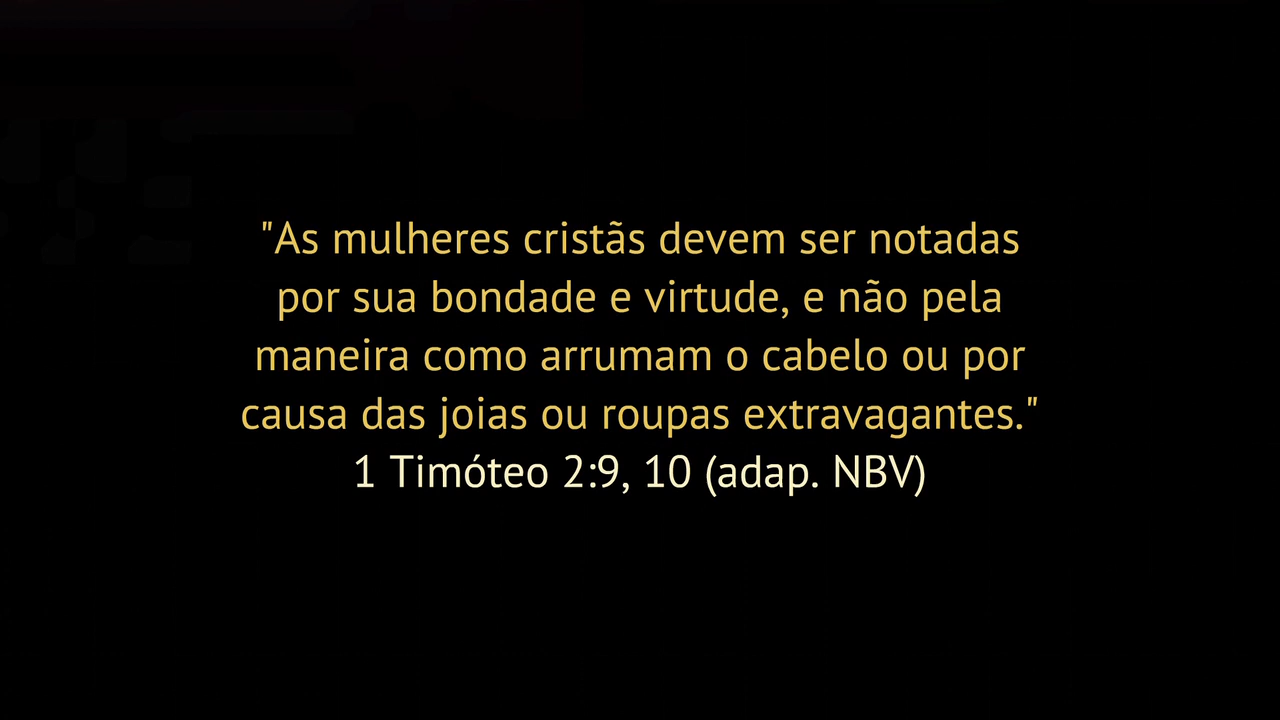 "As mulheres cristãs devem ser notadas
por sua bondade e virtude, e não pela
maneira como arrumam o cabelo ou por
causa das joias ou roupas extravagantes."
1 Timóteo 2:9, 10 (adap. NBV)